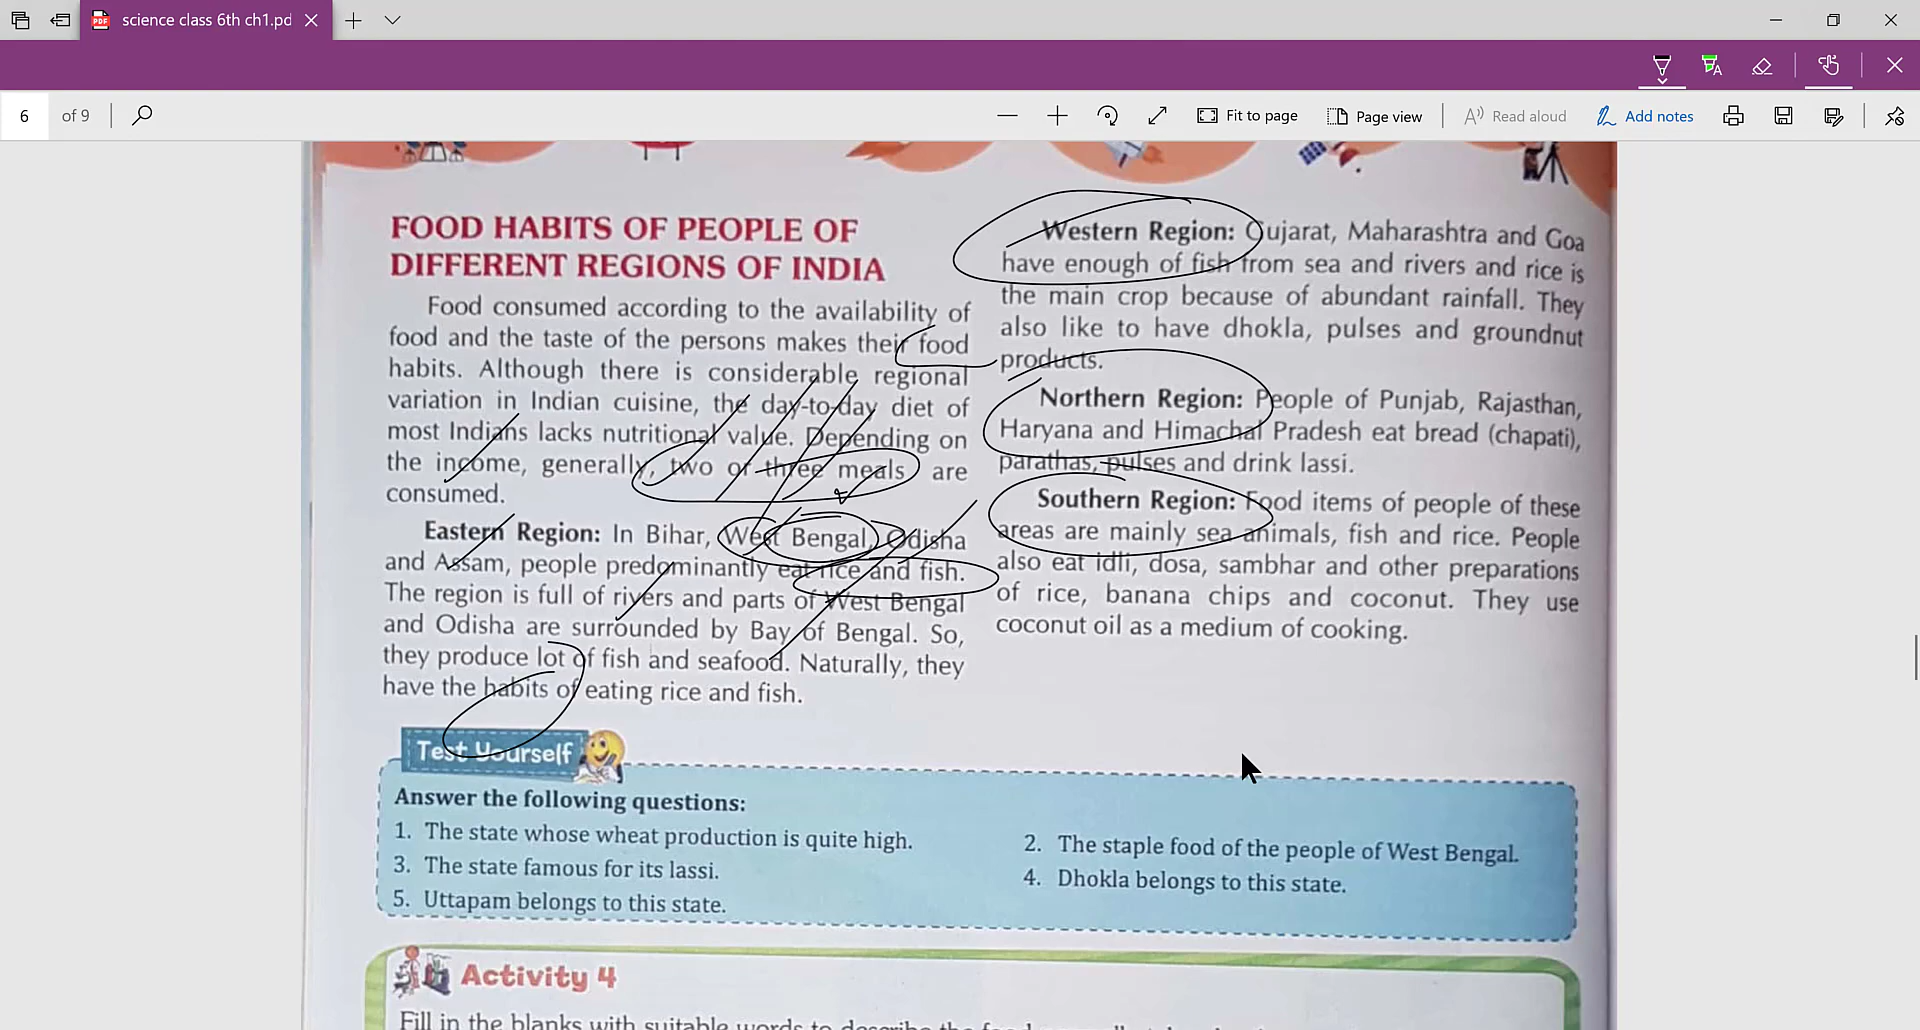 science class 6th ch1.pd
6 of 9
Fit to page
Page view
Read aloud
Add notes
FOOD HABITS OF PEOPLE OF
DIFFERENT REGIONS OF INDIA
Food consumed according to the availability of
food and the taste of the persons makes their food
habits. Although there is considerable regional
variation in Indian cuisine, the day-to-day diet of
most Indians lacks nutritional value. Depending on
the income, generally, two or three meals are
consumed.
Eastern Region: In Bihar, West Bengal, Odisha
and Assam, people predominantly eat rice and fish.
The region is full of rivers and parts of West Bengal
and Odisha are surrounded by Bay of Bengal. So,
they produce lot of fish and seafood. Naturally, they
have the habits of eating rice and fish.
Western Region: Gujarat, Maharashtra and Goa
have enough of fish from sea and rivers and rice is
the main crop because of abundant rainfall. They
also like to have dhokla, pulses and groundnut
products.
Northern Region: People of Punjab, Rajasthan,
Haryana and Himachal Pradesh eat bread (chapati),
parathas, pulses and drink lassi.
Southern Region: Food items of people of these
areas are mainly sea animals, fish and rice. People
also eat idli, dosa, sambhar and other preparations
of rice, banana chips and coconut. They use
coconut oil as a medium of cooking.
Test Yourself
Answer the following questions:
1. The state whose wheat production is quite high.
2. The staple food of the people of West Bengal.
3. The state famous for its lassi.
4. Dhokla belongs to this state.
5. Uttapam belongs to this state.
Activity 4
Fill in the blanks with suitable words to describe the food